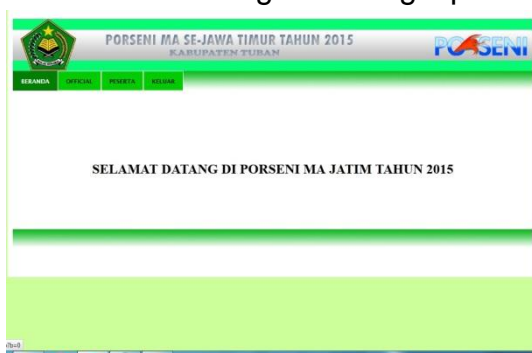 PORSENI MA SE-JAWA TIMUR TAHUN 2015
KABUPATEN TUBAN
PORSENI
BERANDA OFFICIAL PESERTA KELUAR
SELAMAT DATANG DI PORSENI MA JATIM TAHUN 2015